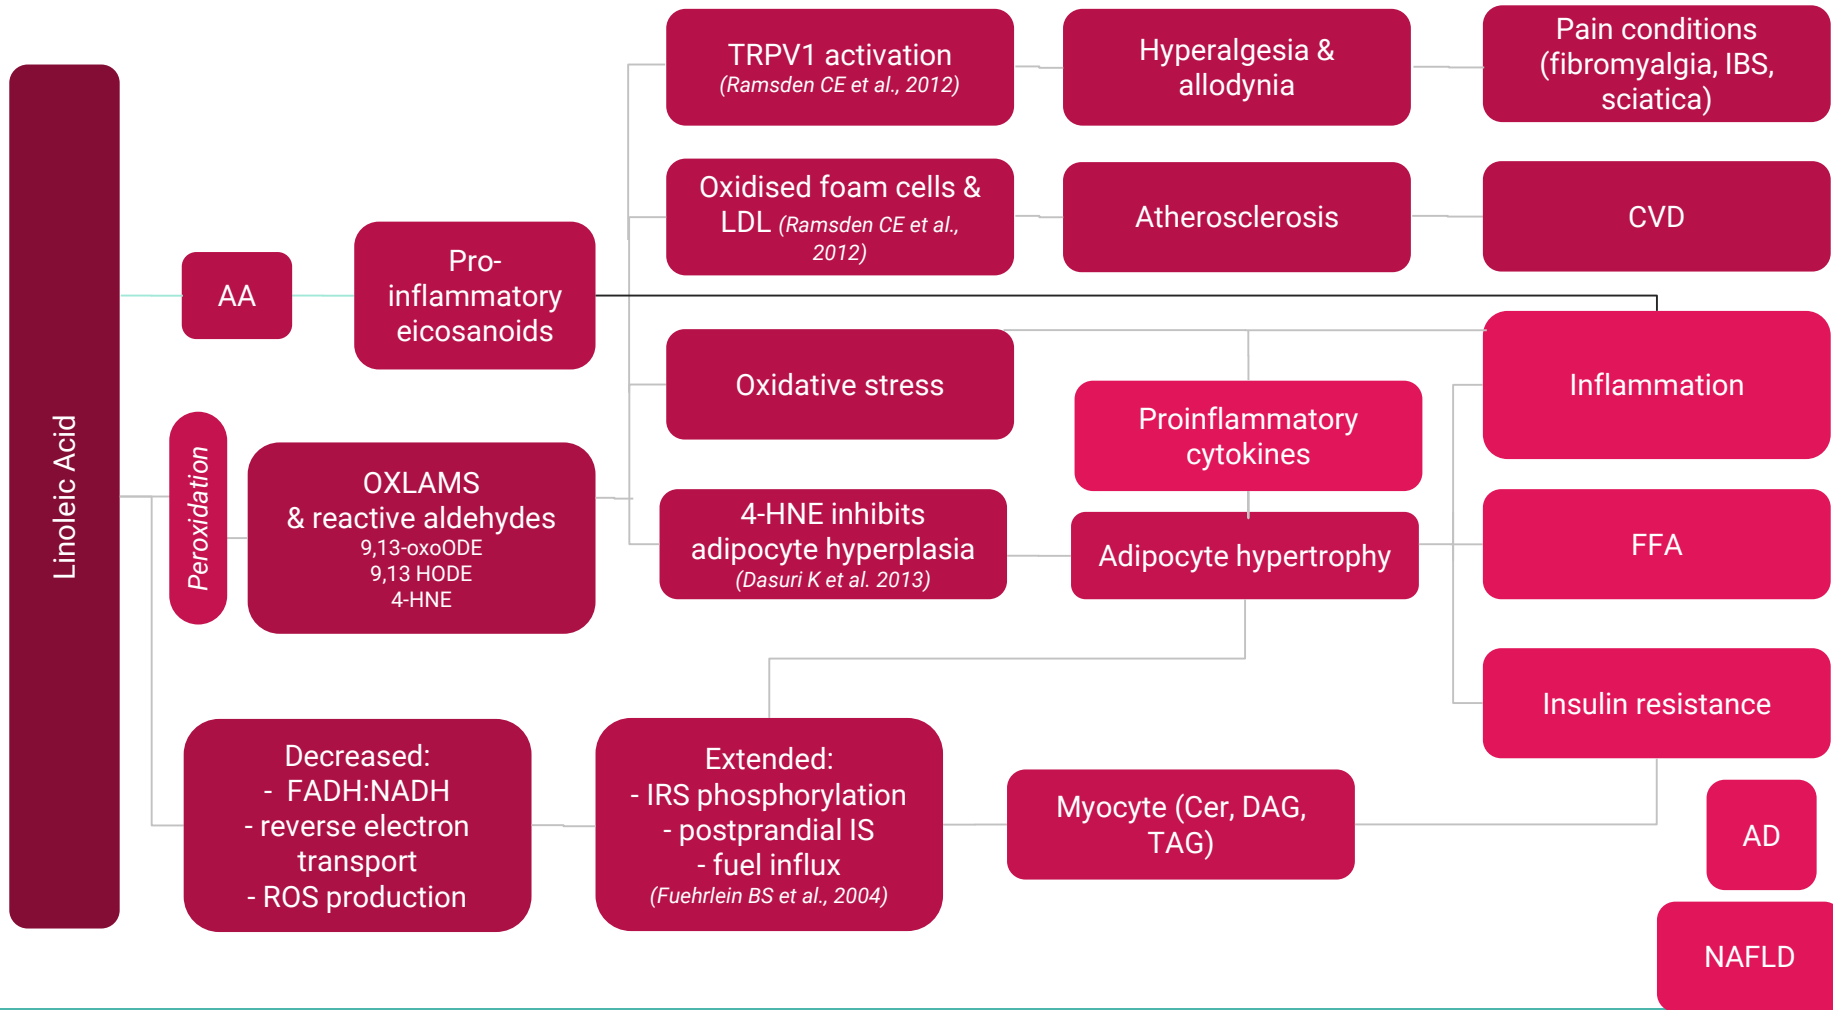 Linoleic Acid
AA
Pro-
inflammatory
eicosanoids
Peroxidation
OXLAMS
& reactive aldehydes
9,13-oxoODE
9,13 HODE
4-HNE
TRPV1 activation
(Ramsden CE et al., 2012)
Hyperalgesia &
allodynia
Pain conditions
(fibromyalgia, IBS,
sciatica)
Oxidised foam cells &
LDL (Ramsden CE et al.,
2012)
Atherosclerosis
CVD
Oxidative stress
Proinflammatory
cytokines
Inflammation
4-HNE inhibits
adipocyte hyperplasia
(Dasuri K et al. 2013)
Adipocyte hypertrophy
FFA
Insulin resistance
Decreased:
- FADH:NADH
- reverse electron
transport
- ROS production
Extended:
- IRS phosphorylation
- postprandial IS
- fuel influx
(Fuehrlein BS et al., 2004)
Myocyte (Cer, DAG,
TAG)
AD
NAFLD